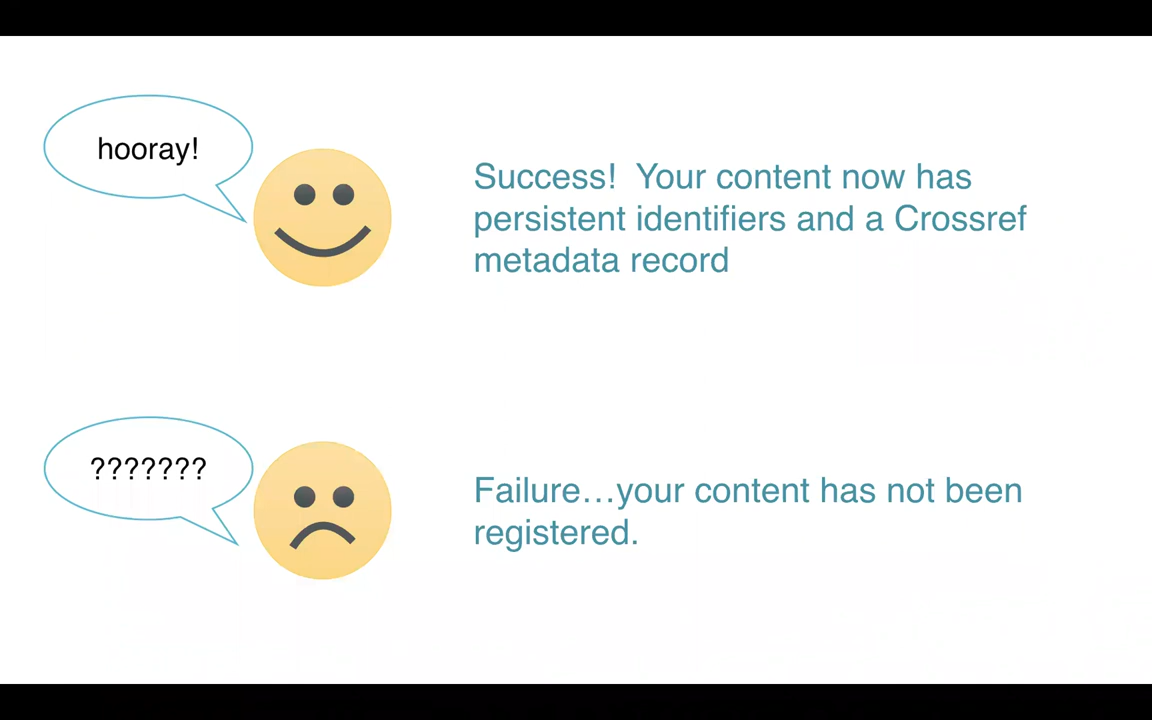 hooray!
Success!  Your content now has
persistent identifiers and a Crossref
metadata record
???????
Failure…your content has not been
registered.